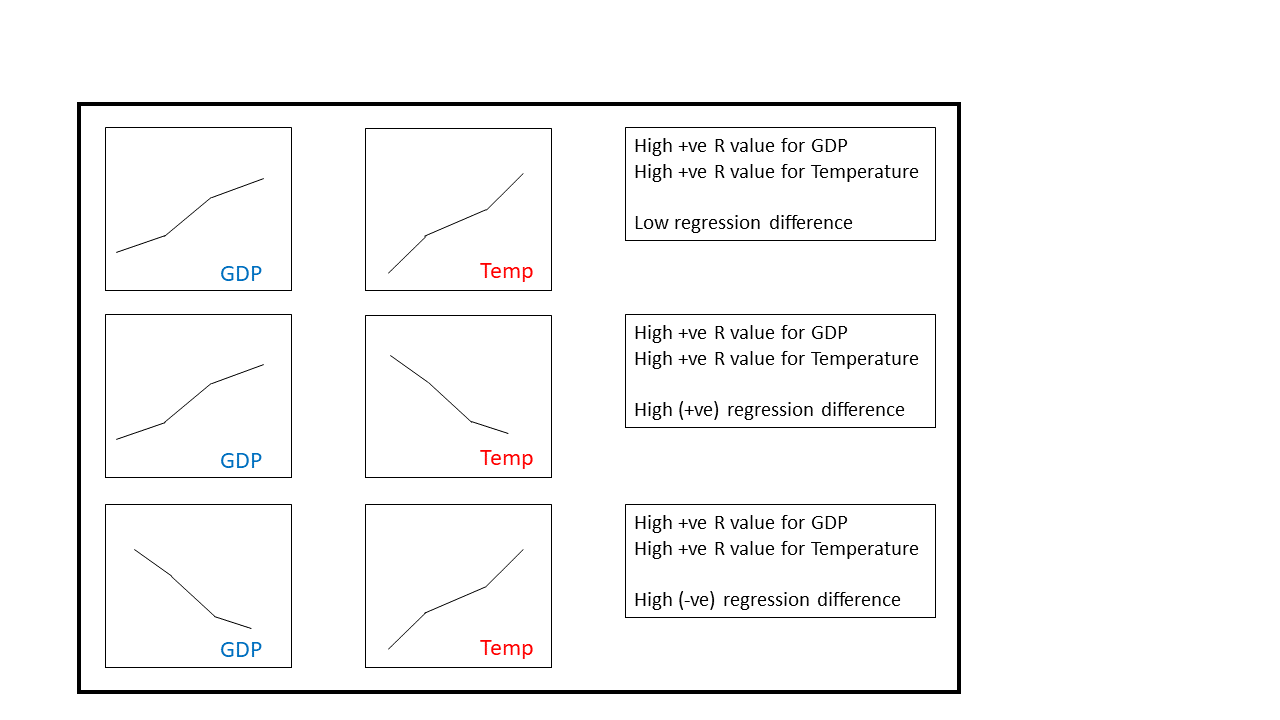 GDP
Temp
High +ve R value for GDP
High +ve R value for Temperature
Low regression difference
GDP
Temp
High +ve R value for GDP
High +ve R value for Temperature
High (+ve) regression difference
GDP
Temp
High +ve R value for GDP
High +ve R value for Temperature
High (-ve) regression difference